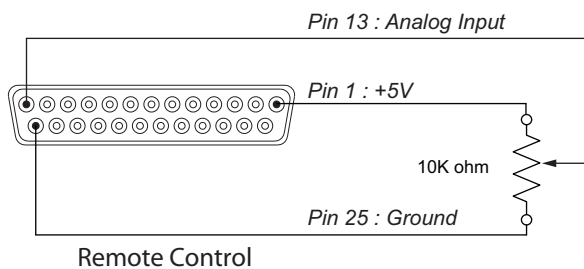 Pin 13 : Analog Input
Pin 1 : +5V
10K ohm
Pin 25 : Ground
Remote Control